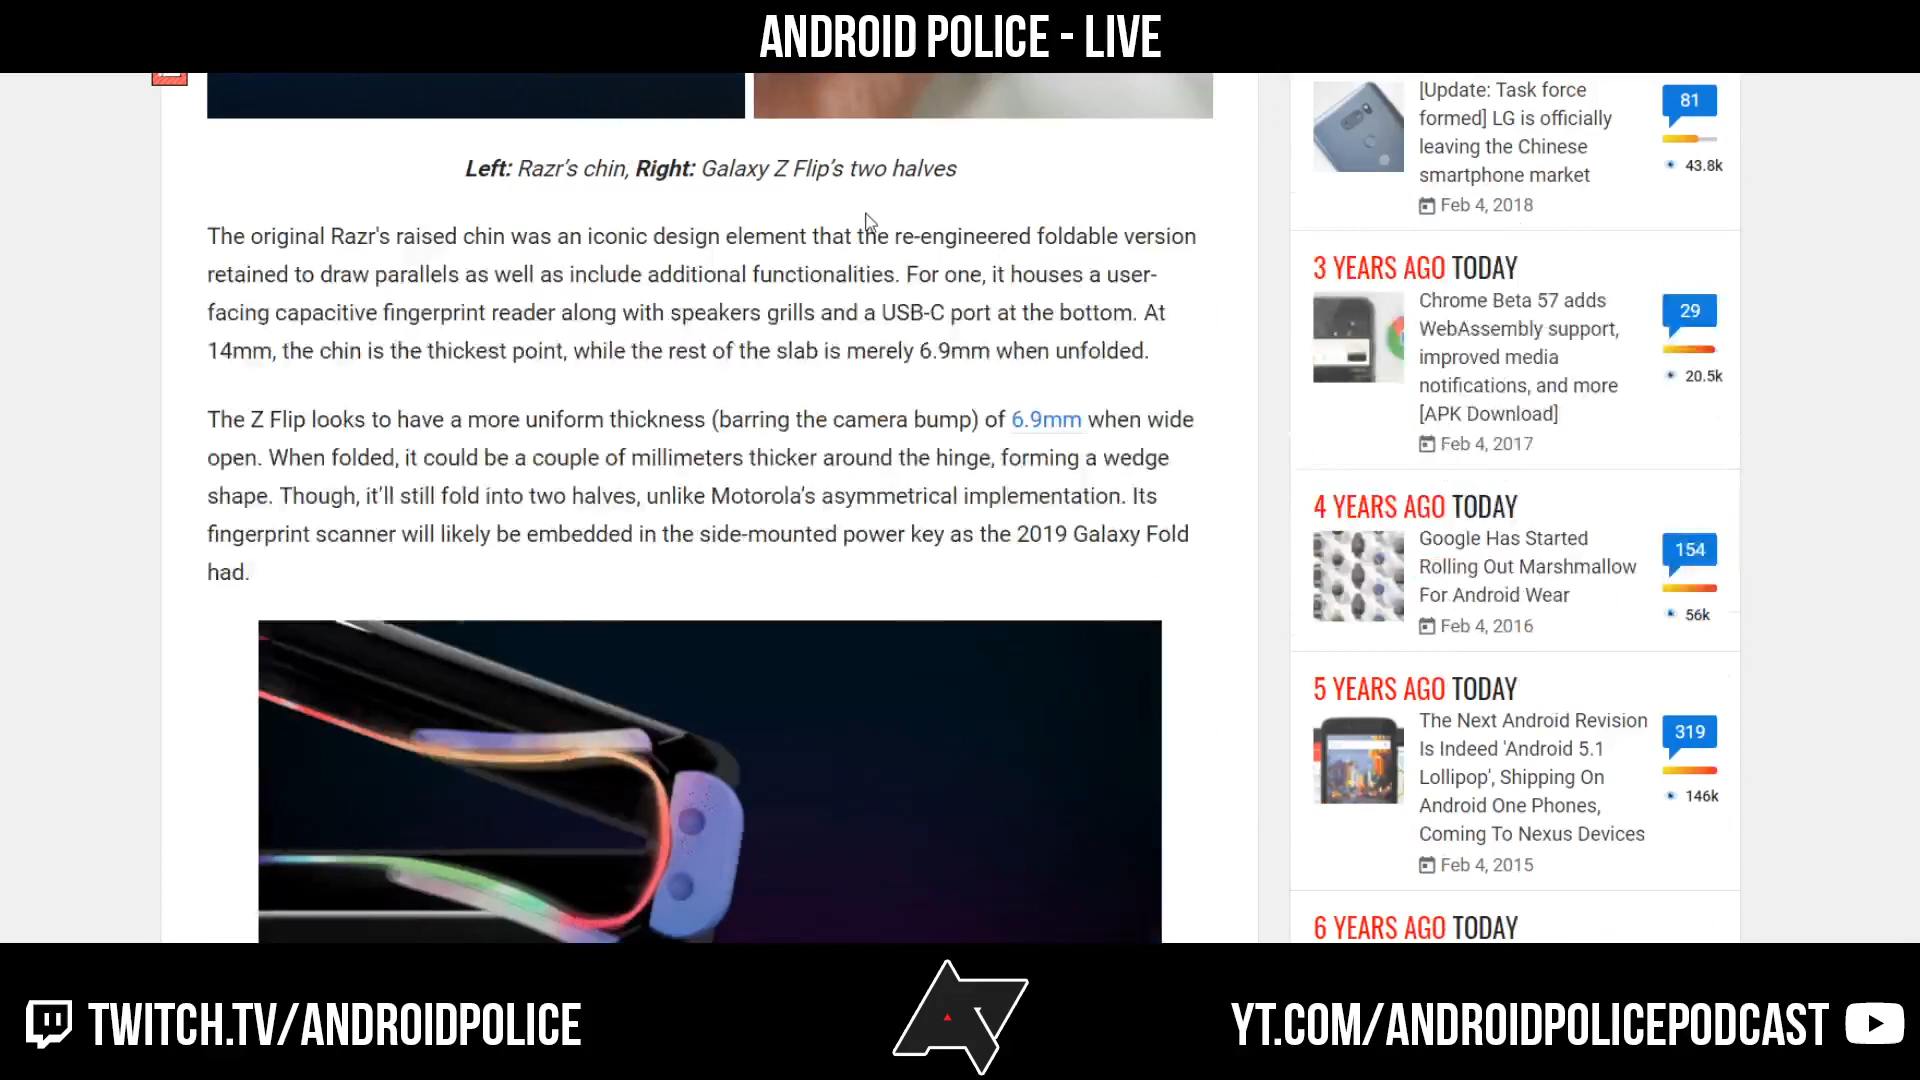 ANDROID POLICE - LIVE
Left: Razr's chin, Right: Galaxy Z Flip's two halves
The original Razr's raised chin was an iconic design element that the re-engineered foldable version
retained to draw parallels as well as include additional functionalities. For one, it houses a user-
facing capacitive fingerprint reader along with speakers grills and a USB-C port at the bottom. At
14mm, the chin is the thickest point, while the rest of the slab is merely 6.9mm when unfolded.
The Z Flip looks to have a more uniform thickness (barring the camera bump) of 6.9mm when wide
open. When folded, it could be a couple of millimeters thicker around the hinge, forming a wedge
shape. Though, it'll still fold into two halves, unlike Motorola's asymmetrical implementation. Its
fingerprint scanner will likely be embedded in the side-mounted power key as the 2019 Galaxy Fold
had.
[Update: Task force
formed] LG is officially
leaving the Chinese
smartphone market
Feb 4, 2018
81
43.8k
3 YEARS AGO TODAY
Chrome Beta 57 adds
WebAssembly support,
improved media
notifications, and more
[APK Download]
Feb 4, 2017
29
20.5k
4 YEARS AGO TODAY
Google Has Started
Rolling Out Marshmallow
For Android Wear
Feb 4, 2016
154
56k
5 YEARS AGO TODAY
The Next Android Revision
Is Indeed 'Android 5.1
Lollipop', Shipping On
Android One Phones,
Coming To Nexus Devices
Feb 4, 2015
319
146k
6 YEARS AGO TODAY
TWITCH.TV/ANDROIDPOLICE
YT.COM/ANDROIDPOLICEPODCAST